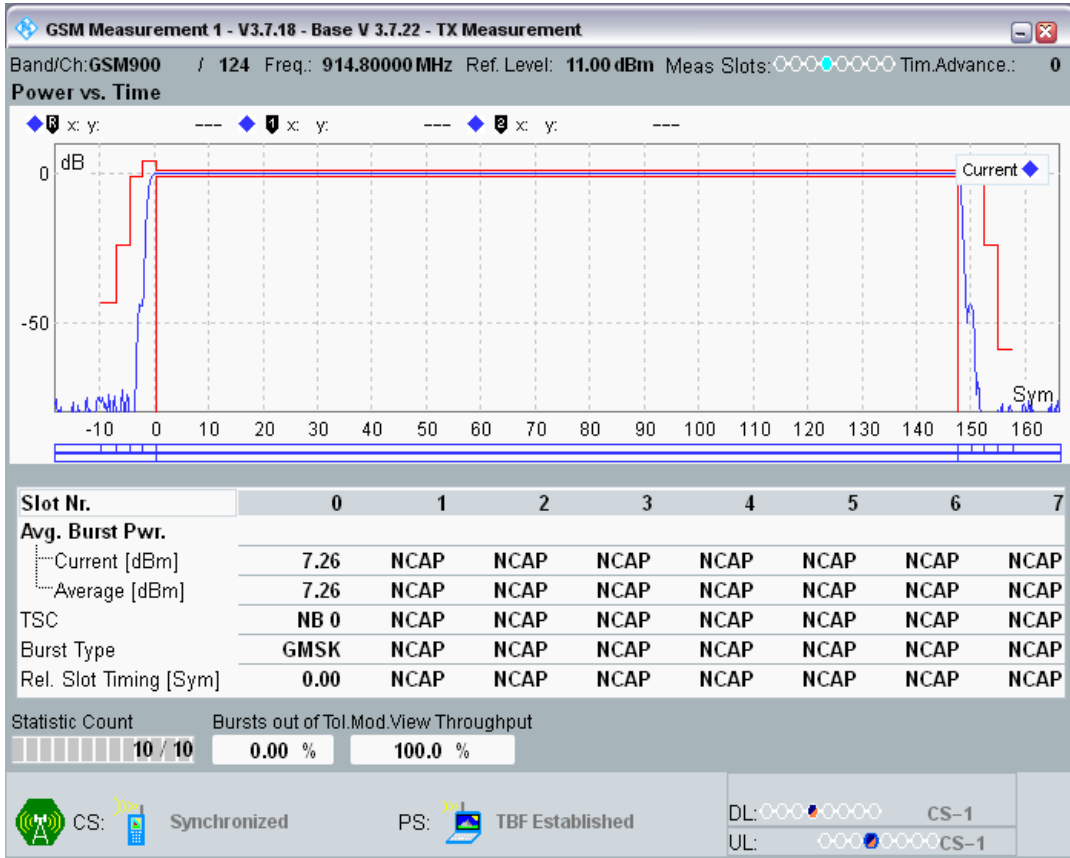 GSM Measurement 1 - V3.7.18 - Base V 3.7.22 - TX Measurement
Band/Ch:GSM900 / 124 Freq.: 914.80000 MHz Ref. Level: 11.00 dBm Meas Slots: Tim.Advance.: 0
Power vs. Time
R x: y: --- 1 x: y: --- 2 x: y: ---
dB
Current
0
-50
Sym
-10 0 10 20 30 40 50 60 70 80 90 100 110 120 130 140 150 160
Slot Nr. 0 1 2 3 4 5 6 7
Avg. Burst Pwr.
Current [dBm] 7.26 NCAP NCAP NCAP NCAP NCAP NCAP NCAP
Average [dBm] 7.26 NCAP NCAP NCAP NCAP NCAP NCAP NCAP
TSC NB 0 NCAP NCAP NCAP NCAP NCAP NCAP NCAP
Burst Type GMSK NCAP NCAP NCAP NCAP NCAP NCAP NCAP
Rel. Slot Timing [Sym] 0.00 NCAP NCAP NCAP NCAP NCAP NCAP NCAP
Statistic Count Bursts out of Tol.Mod.View Throughput
10 / 10 0.00 % 100.0 %
CS: Synchronized PS: TBF Established DL: CS-1
UL: CS-1